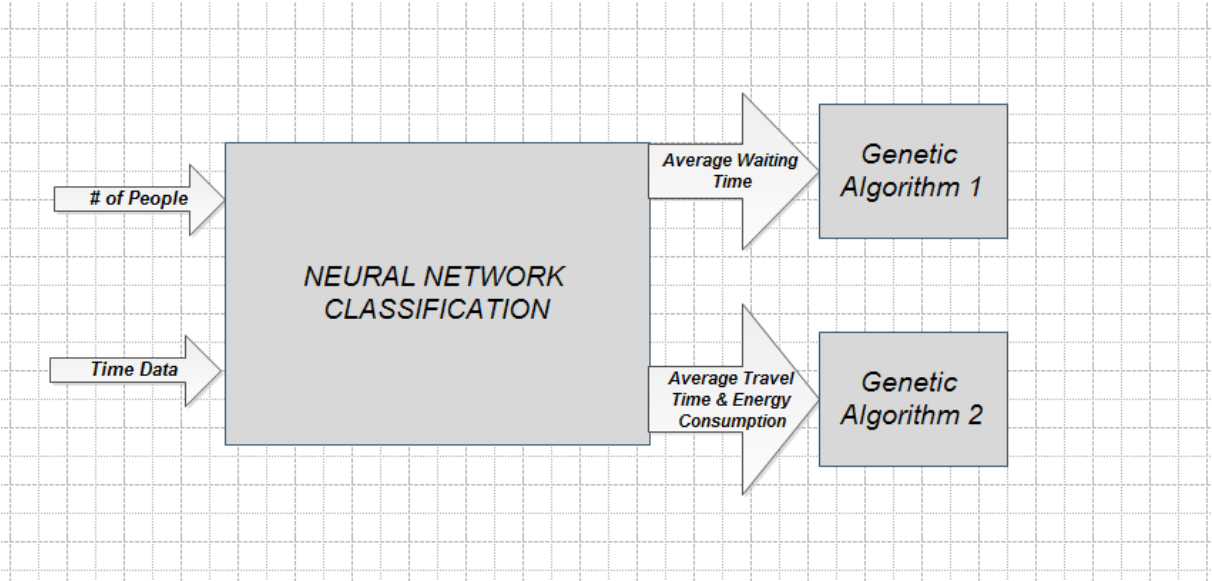 # of People
Time Data
NEURAL NETWORK
CLASSIFICATION
Average Waiting
Time
Genetic
Algorithm 1
Average Travel
Time & Energy
Consumption
Genetic
Algorithm 2